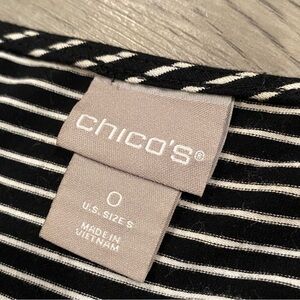 chico's®
0
U.S. SIZE S
MADE IN
VIETNAM